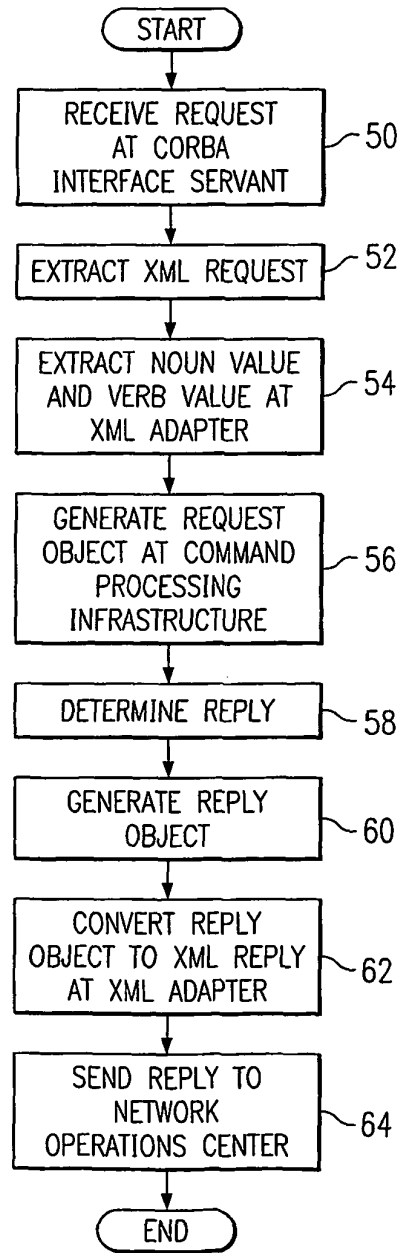 START
RECEIVE REQUEST
AT CORBA
INTERFACE SERVANT
50
EXTRACT XML REQUEST
52
EXTRACT NOUN VALUE
AND VERB VALUE AT
XML ADAPTER
54
GENERATE REQUEST
OBJECT AT COMMAND
PROCESSING
INFRASTRUCTURE
56
DETERMINE REPLY
58
GENERATE REPLY
OBJECT
60
CONVERT REPLY
OBJECT TO XML REPLY
AT XML ADAPTER
62
SEND REPLY TO
NETWORK
OPERATIONS CENTER
64
END